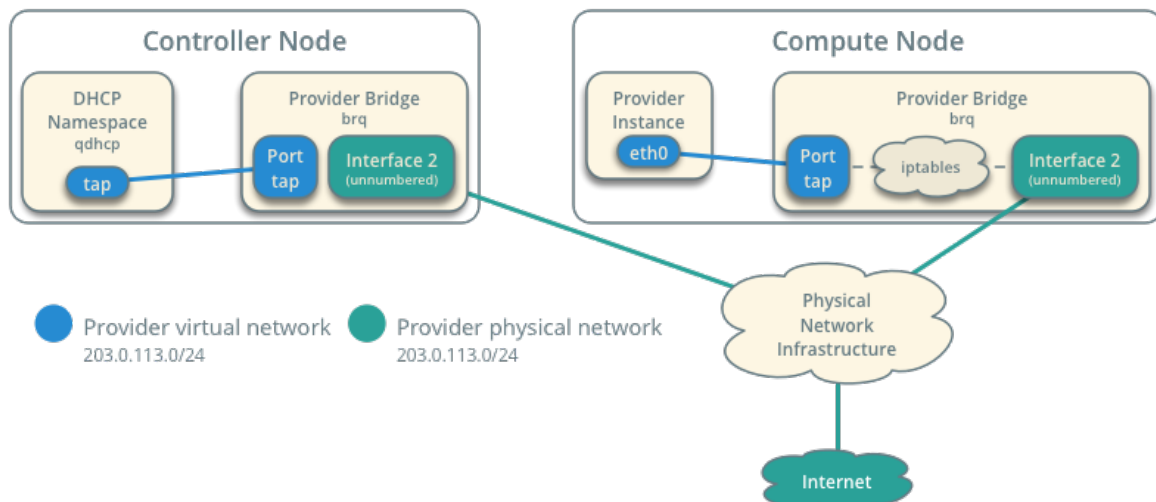 Controller Node
DHCP
Namespace
qdhcp
tap
Provider Bridge
brq
Port
tap
Interface 2
(unnumbered)
Compute Node
Provider
Instance
eth0
Provider Bridge
brq
Port
tap
iptables
Interface 2
(unnumbered)
Provider virtual network
203.0.113.0/24
Provider physical network
203.0.113.0/24
Physical
Network
Infrastructure
Internet